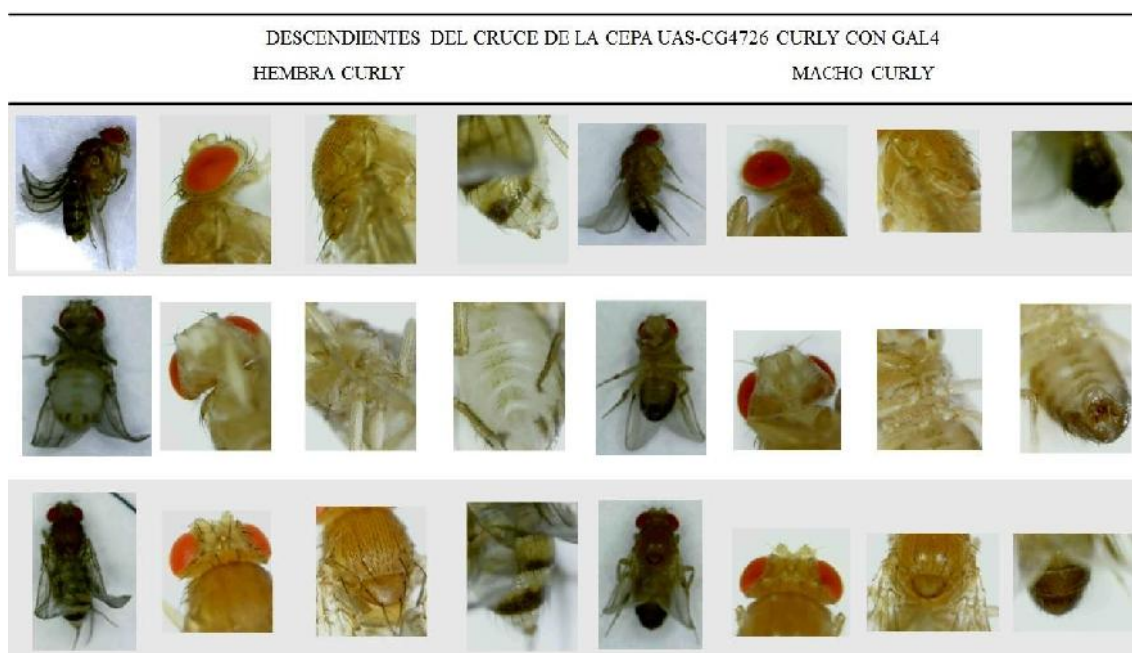 DESCENDIENTES DEL CRUCE DE LA CEPA UAS-CG4726 CURLY CON GAL4
HEMBRA CURLY MACHO CURLY